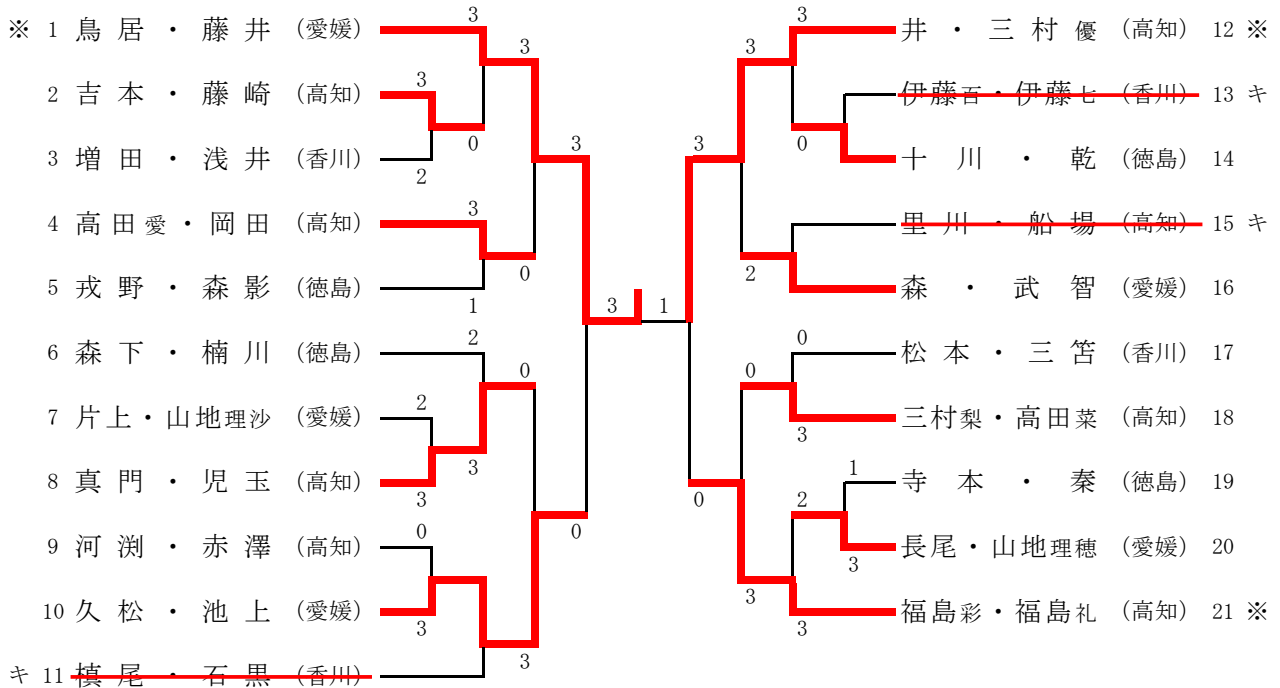 ※ 1 鳥居・藤井 (愛媛)
2 吉本・藤崎 (高知)
3 増田・浅井 (香川)
4 高田愛・岡田 (高知)
5 戎野・森影 (徳島)
6 森下・楠川 (徳島)
7 片上・山地理沙 (愛媛)
8 真門・児玉 (高知)
9 河渕・赤澤 (高知)
10 久松・池上 (愛媛)
キ 11 槙尾・石黒 (香川)
3
3
3
0
2
3
3
0
1
2
0
2
3
3
0
0
3
3
3
1
3
3
3
0
2
0
0
3
0
1
2
3
3
3
井・三村優 (高知) 12 ※
伊藤百・伊藤七 (香川) 13 キ
十川・乾 (徳島) 14
里川・船場 (高知) 15 キ
森・武智 (愛媛) 16
松本・三笘 (香川) 17
三村梨・高田菜 (高知) 18
寺本・秦 (徳島) 19
長尾・山地理穂 (愛媛) 20
福島彩・福島礼 (高知) 21 ※